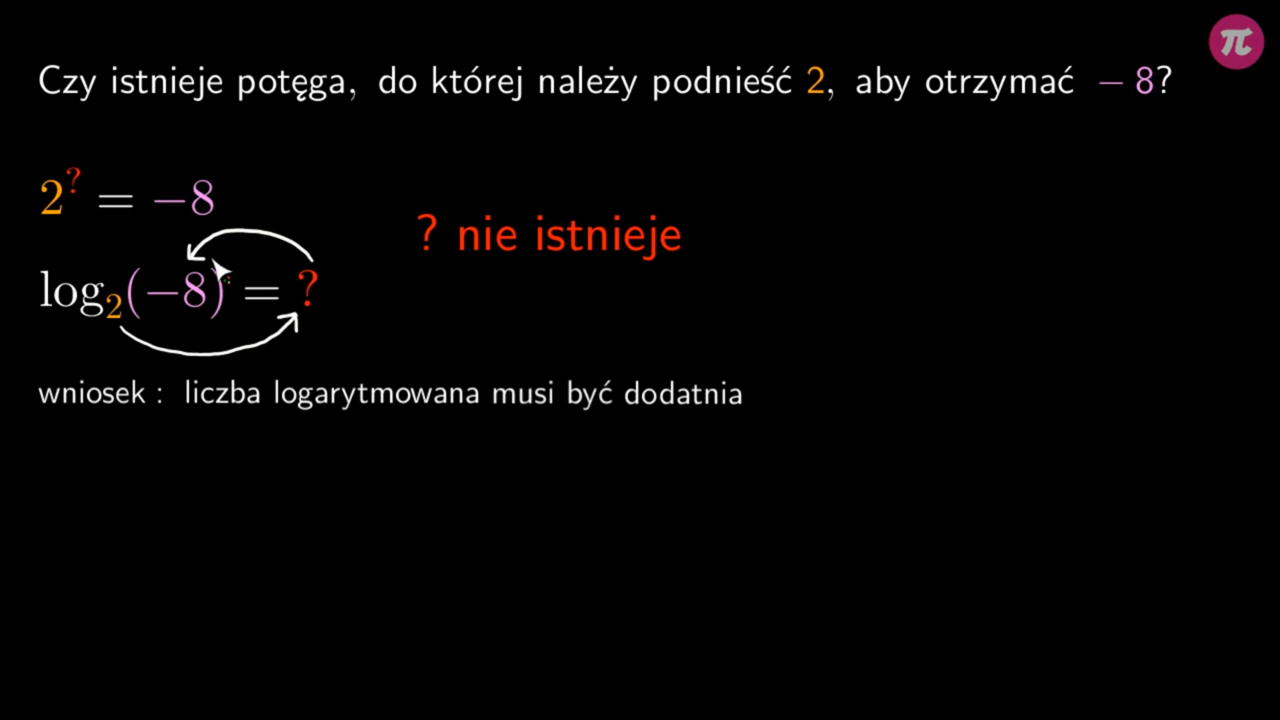 Czy istnieje potęga, do której należy podnieść 2, aby otrzymać − 8?
2^? = −8
? nie istnieje
log₂(−8) = ?
wniosek : liczba logarytmowana musi być dodatnia
π